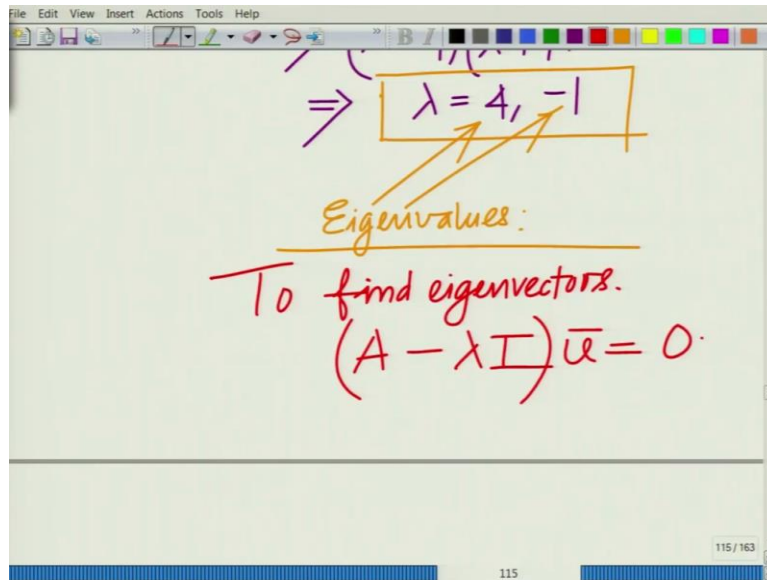 File Edit View Insert Actions Tools Help
B I
⇒ λ = 4, -1
Eigenvalues:
To find eigenvectors.
(A - λI)ū = 0.
115/163
115